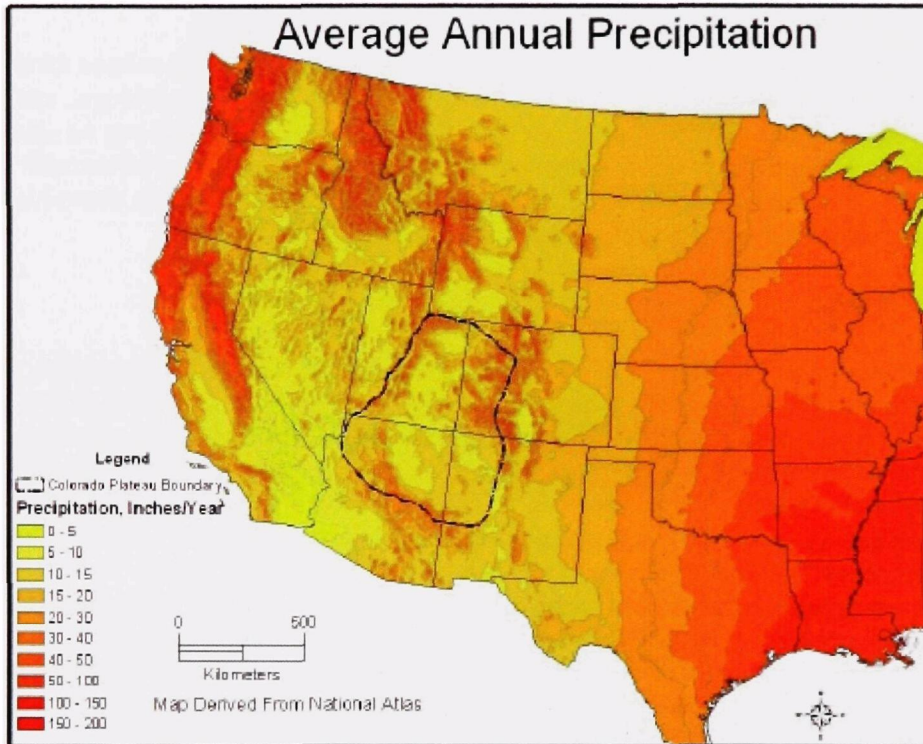 Average Annual Precipitation
Legend
Colorado Plateau Boundary
Precipitation, Inches/Year
0 - 5
5 - 10
10 - 15
15 - 20
20 - 30
30 - 40
40 - 50
50 - 100
100 - 150
150 - 200
0 500
Kilometers
Map Derived From National Atlas